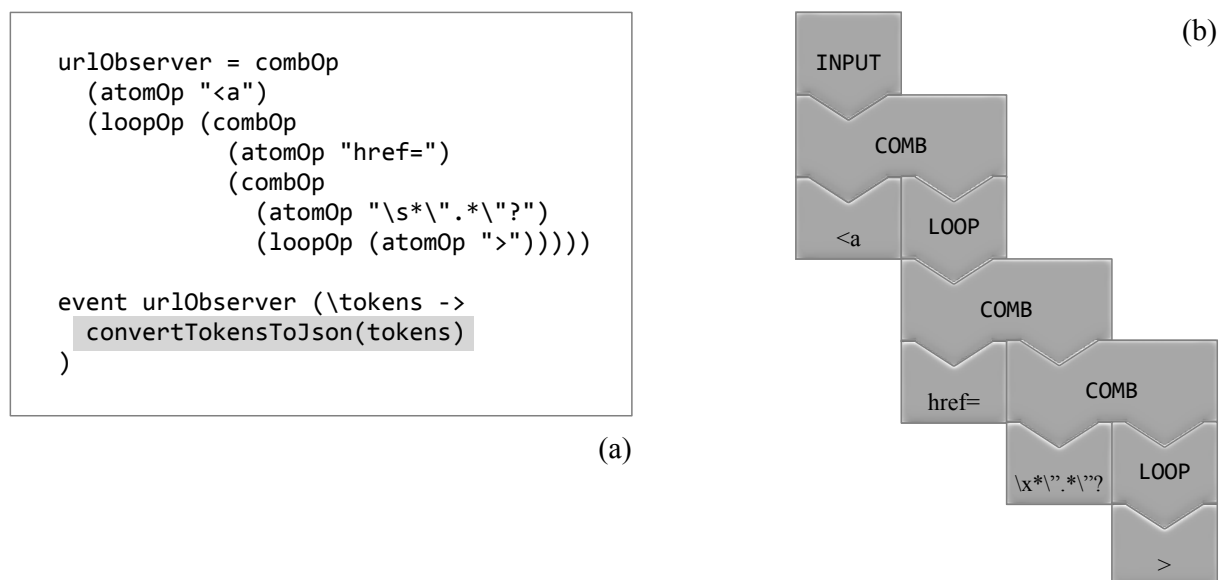 urlObserver = combOp
(atomOp "<a")
(loopOp (combOp
(atomOp "href=")
(combOp
(atomOp "\s*\".*\"?")
(loopOp (atomOp ">")))))
event urlObserver (\tokens ->
convertTokensToJson(tokens)
)
(a)
(b)
INPUT
COMB
<a
LOOP
COMB
href=
COMB
\x*\”.*\”?
LOOP
>